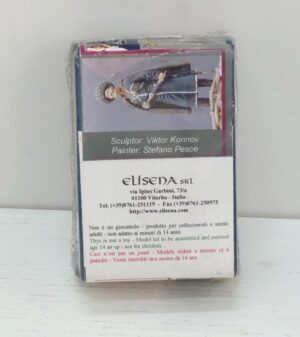 Sculptor: Viktor Konnov
Painter: Stefano Pesce
ELISENA SRL
via Igino Garbini, 73/a
01100 Viterbo - Italia
Tel. (+39)0761-251119 - Fax (+39)0761-250975
http://www.elisena.com
Non è un giocattolo - prodotto per collezionisti e utenti
adulti - non adatto ai minori di 14 anni
This is not a toy - Model kit to be assembled and painted
age 14 an up - not for children.
Ceci n'est pas un jouet - Modèle réduit a monter et a
paindre - Vente interdite aux moins de 14 ans